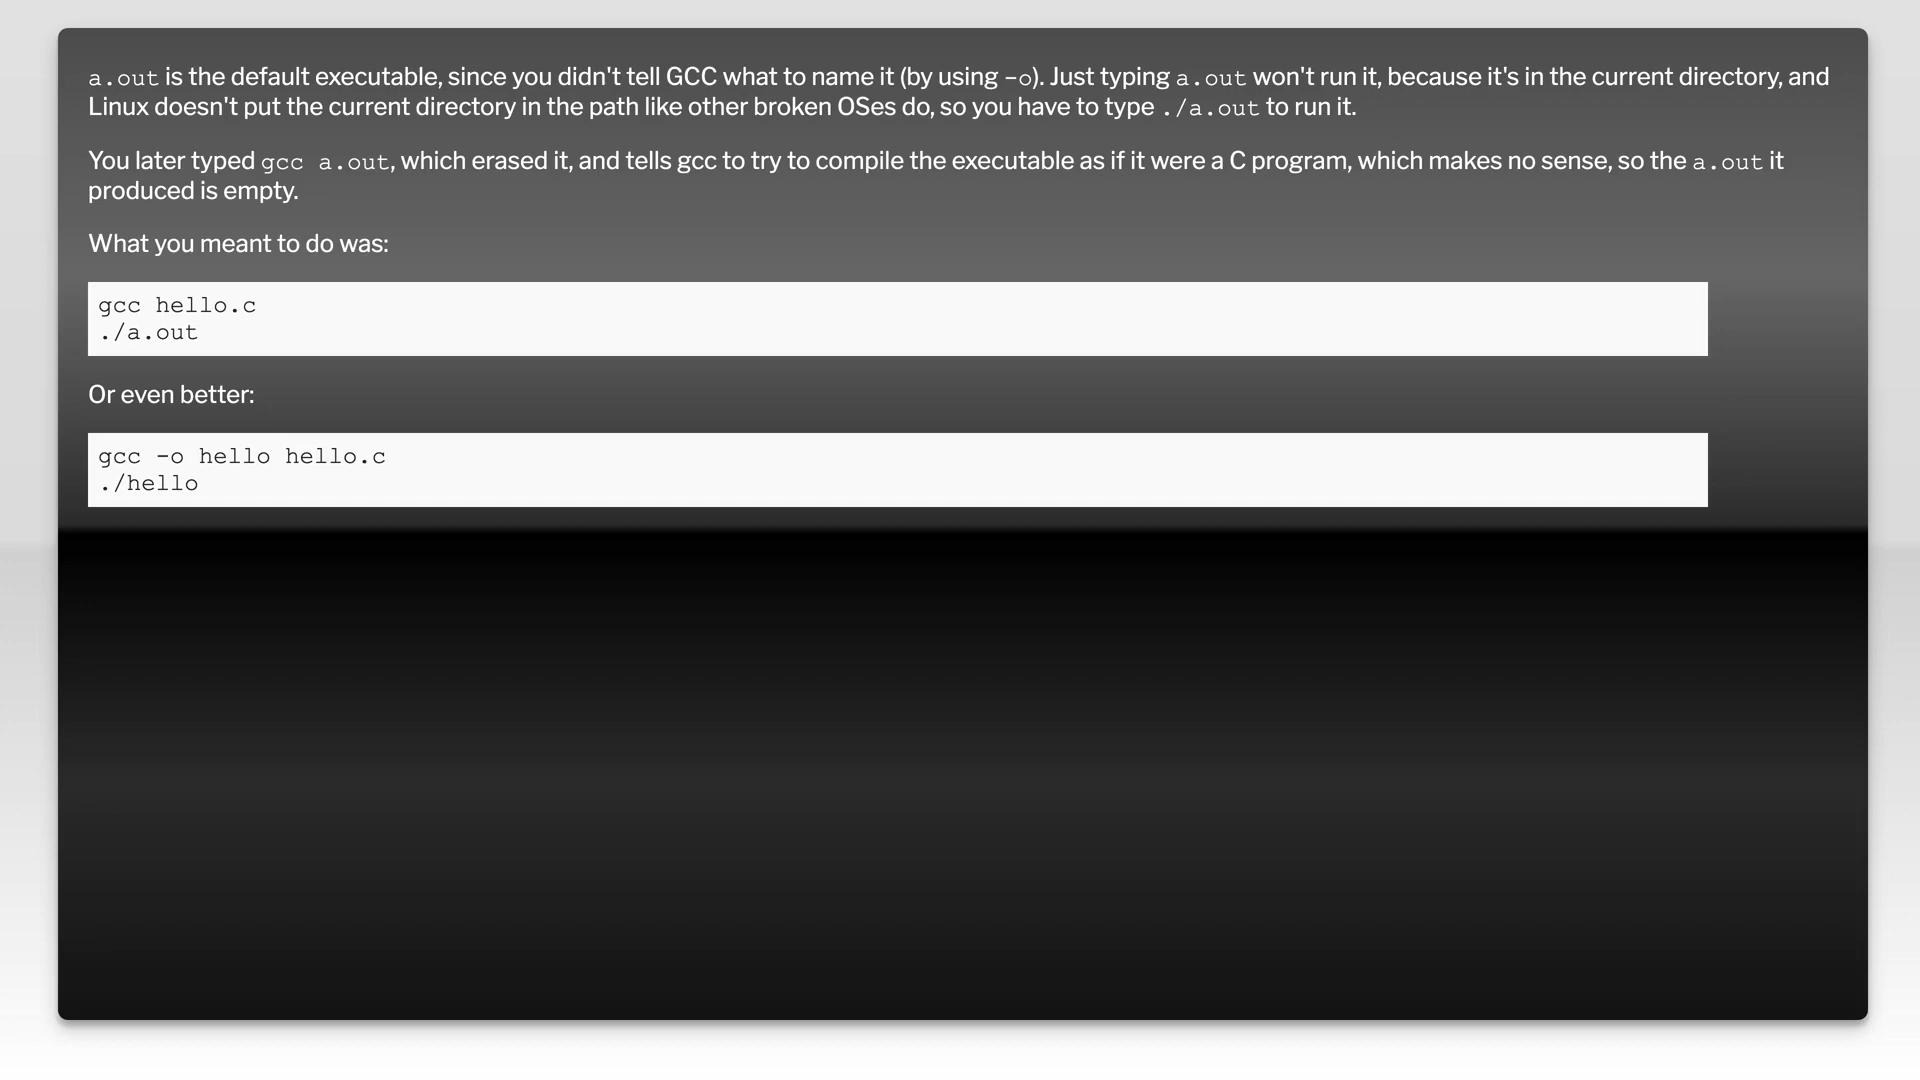 a.out is the default executable, since you didn't tell GCC what to name it (by using -o). Just typing a.out won't run it, because it's in the current directory, and
Linux doesn't put the current directory in the path like other broken OSes do, so you have to type ./a.out to run it.
You later typed gcc a.out, which erased it, and tells gcc to try to compile the executable as if it were a C program, which makes no sense, so the a.out it
produced is empty.
What you meant to do was:
gcc hello.c
./a.out
Or even better:
gcc -o hello hello.c
./hello